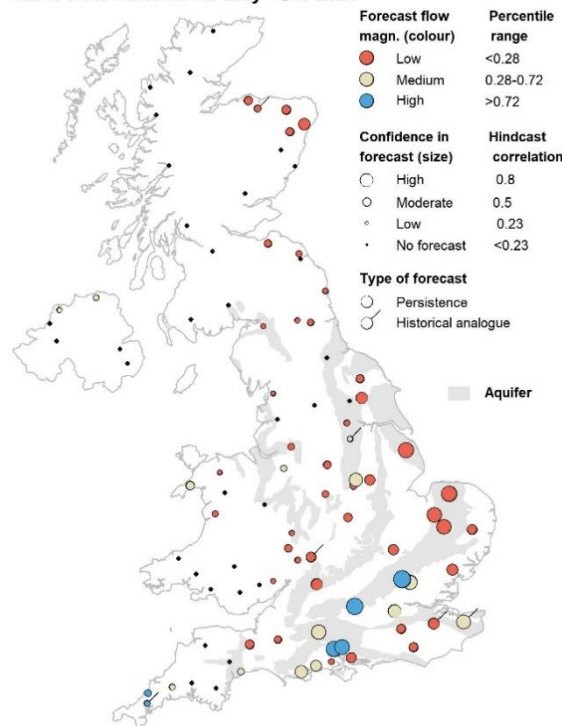 Forecast flow Percentile
magn. (colour) range
Low <0.28
Medium 0.28-0.72
High >0.72
Confidence in Hindcast
forecast (size) correlation
High 0.8
Moderate 0.5
Low 0.23
No forecast <0.23
Type of forecast
Persistence
Historical analogue
Aquifer